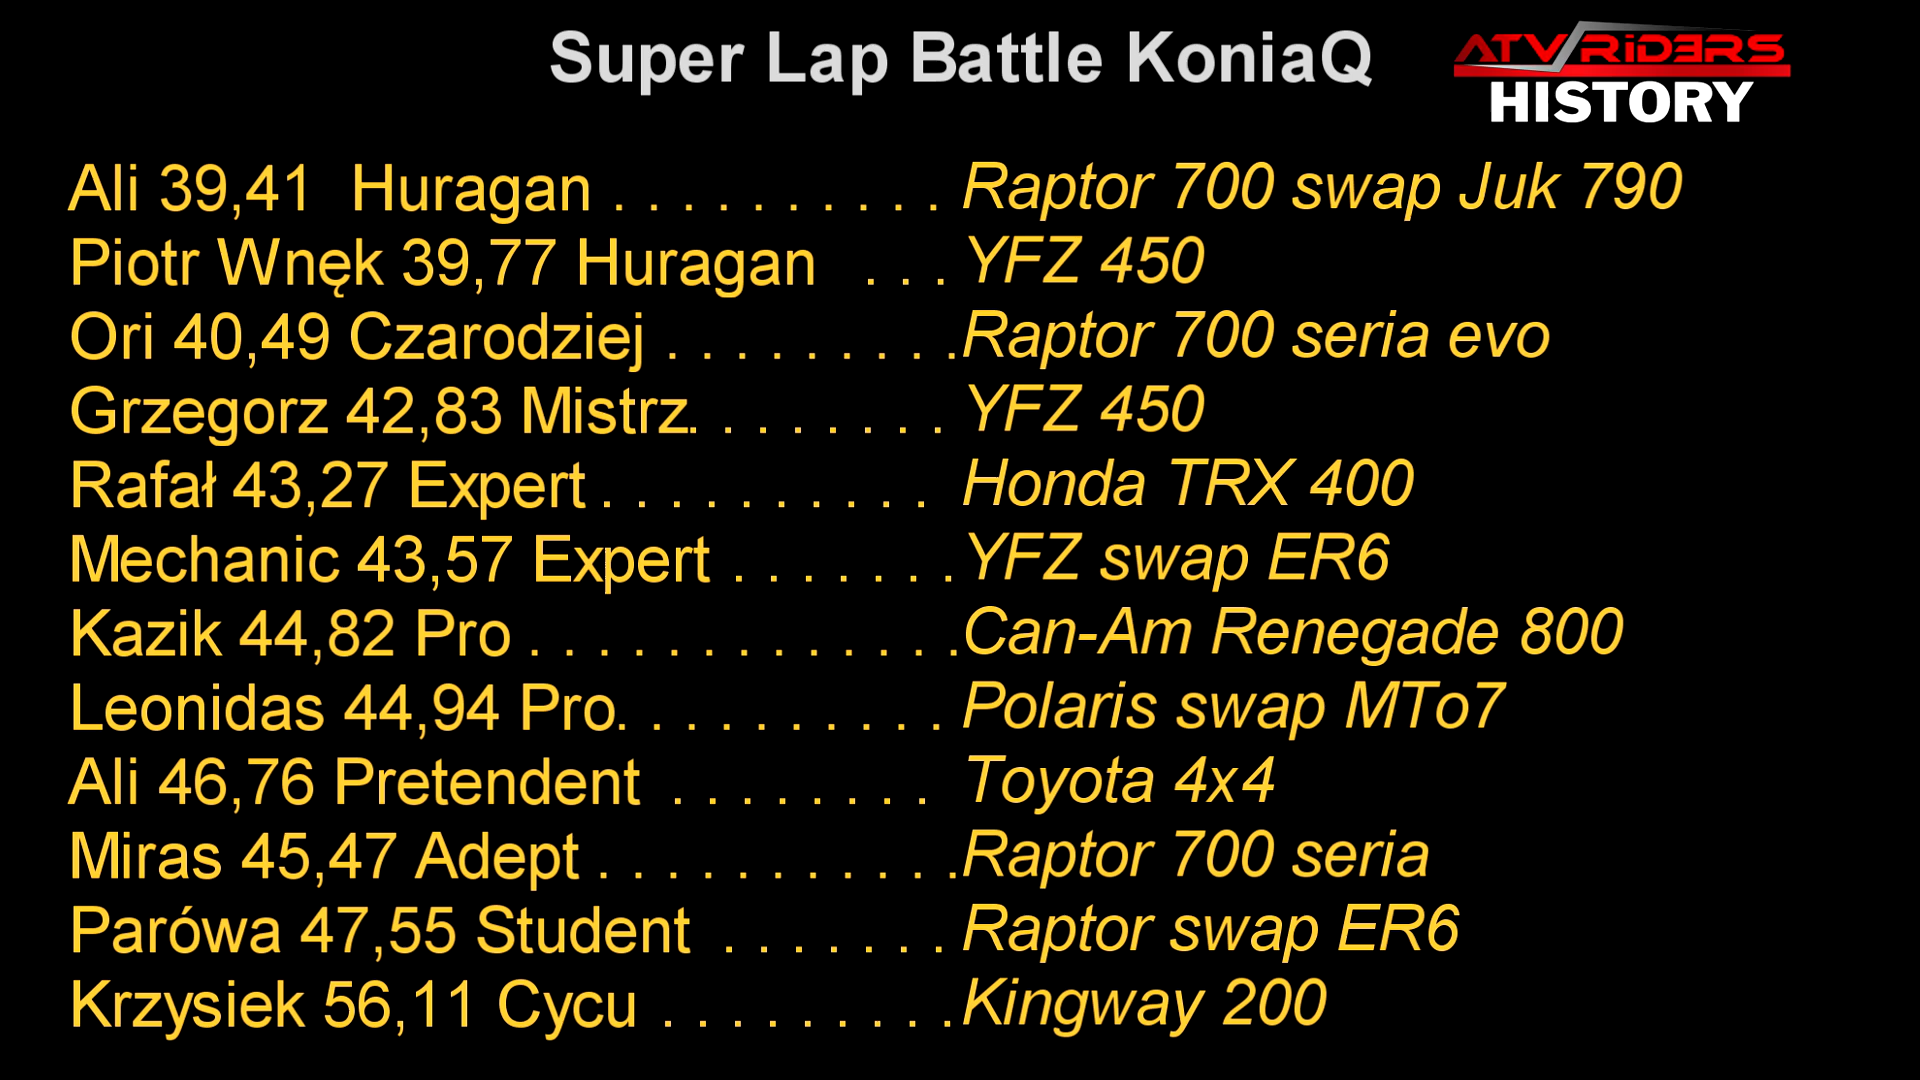 Super Lap Battle KoniaQ
ATV RiDERS
HISTORY
Ali 39,41 Huragan . . . . . . . . . . Raptor 700 swap Juk 790
Piotr Wnęk 39,77 Huragan . . . YFZ 450
Ori 40,49 Czarodziej . . . . . . . . . Raptor 700 seria evo
Grzegorz 42,83 Mistrz. . . . . . . . YFZ 450
Rafał 43,27 Expert . . . . . . . . . . Honda TRX 400
Mechanic 43,57 Expert . . . . . . . YFZ swap ER6
Kazik 44,82 Pro . . . . . . . . . . . . . Can-Am Renegade 800
Leonidas 44,94 Pro. . . . . . . . . . Polaris swap MTo7
Ali 46,76 Pretendent . . . . . . . . Toyota 4x4
Miras 45,47 Adept . . . . . . . . . . . Raptor 700 seria
Parówa 47,55 Student . . . . . . . Raptor swap ER6
Krzysiek 56,11 Cycu . . . . . . . . . Kingway 200